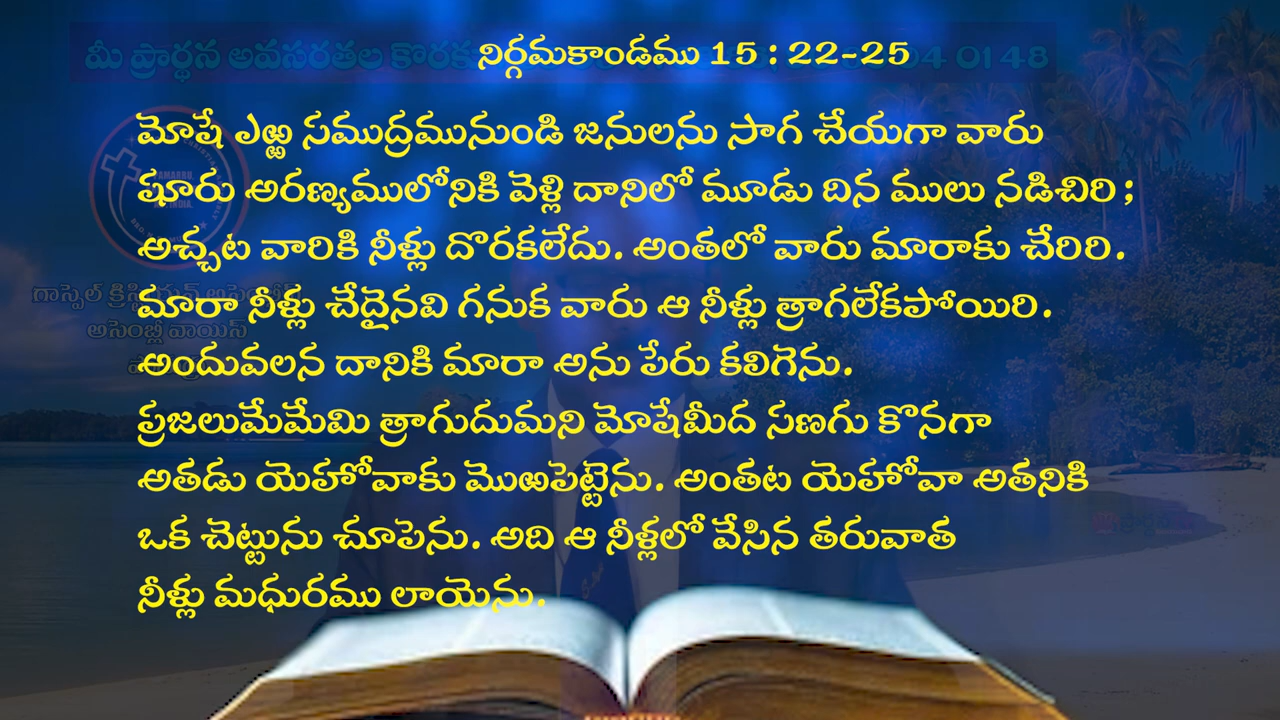 మీ ప్రార్థన అవసరతల కొరకు
నిర్గమకాండము 15 : 22-25
మోషే ఎఱ్ఱ సముద్రమునుండి జనులను సాగ చేయగా వారు
షూరు అరణ్యములోనికి వెళ్లి దానిలో మూడు దిన ములు నడిచిరి;
అచ్చట వారికి నీళ్లు దొరకలేదు. అంతలో వారు మారాకు చేరిరి.
మారా నీళ్లు చేదైనవి గనుక వారు ఆ నీళ్లు త్రాగలేకపోయిరి.
అందువలన దానికి మారా అను పేరు కలిగెను.
ప్రజలుమేమేమి త్రాగుదుమని మోషేమీద సణగు కొనగా
అతడు యెహోవాకు మొఱపెట్టెను. అంతట యెహోవా అతనికి
ఒక చెట్టును చూపెను. అది ఆ నీళ్లలో వేసిన తరువాత
నీళ్లు మధురము లాయెను.